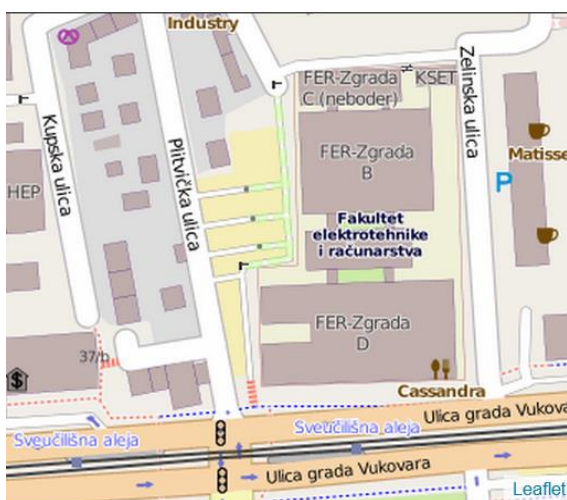 Industry
FER-Zgrada
C (neboder)
KSET
Zelinska ulica
Kupska ulica
Plitvička ulica
FER-Zgrada
B
Matisse
P
HEP
Fakultet
elektrotehnike
i računarstva
FER-Zgrada
D
37/b
$
Cassandra
Ulica grada Vukovara
Sveučilišna aleja
Sveučilišna aleja
Ulica grada Vukovara
Leaflet